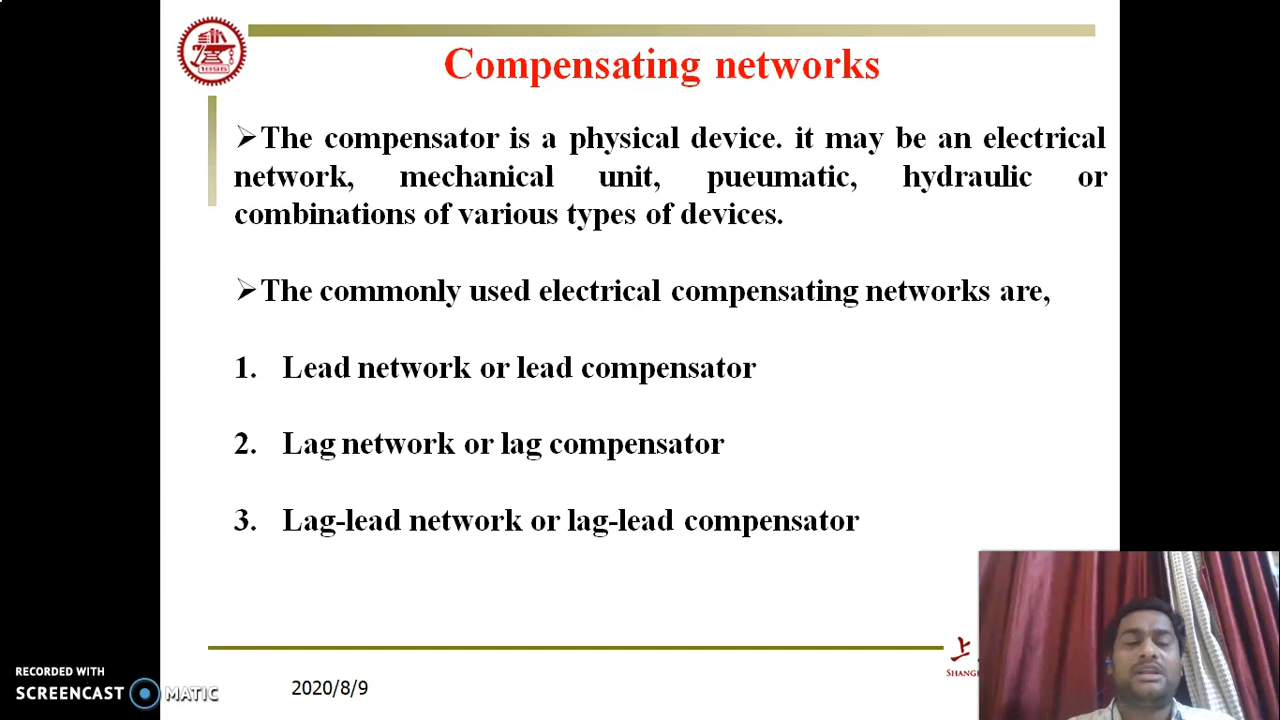 Compensating networks
➢The compensator is a physical device. it may be an electrical
network, mechanical unit, pueumatic, hydraulic or
combinations of various types of devices.
➢The commonly used electrical compensating networks are,
1. Lead network or lead compensator
2. Lag network or lag compensator
3. Lag-lead network or lag-lead compensator
上
SHANG
RECORDED WITH
SCREENCAST MATIC
2020/8/9